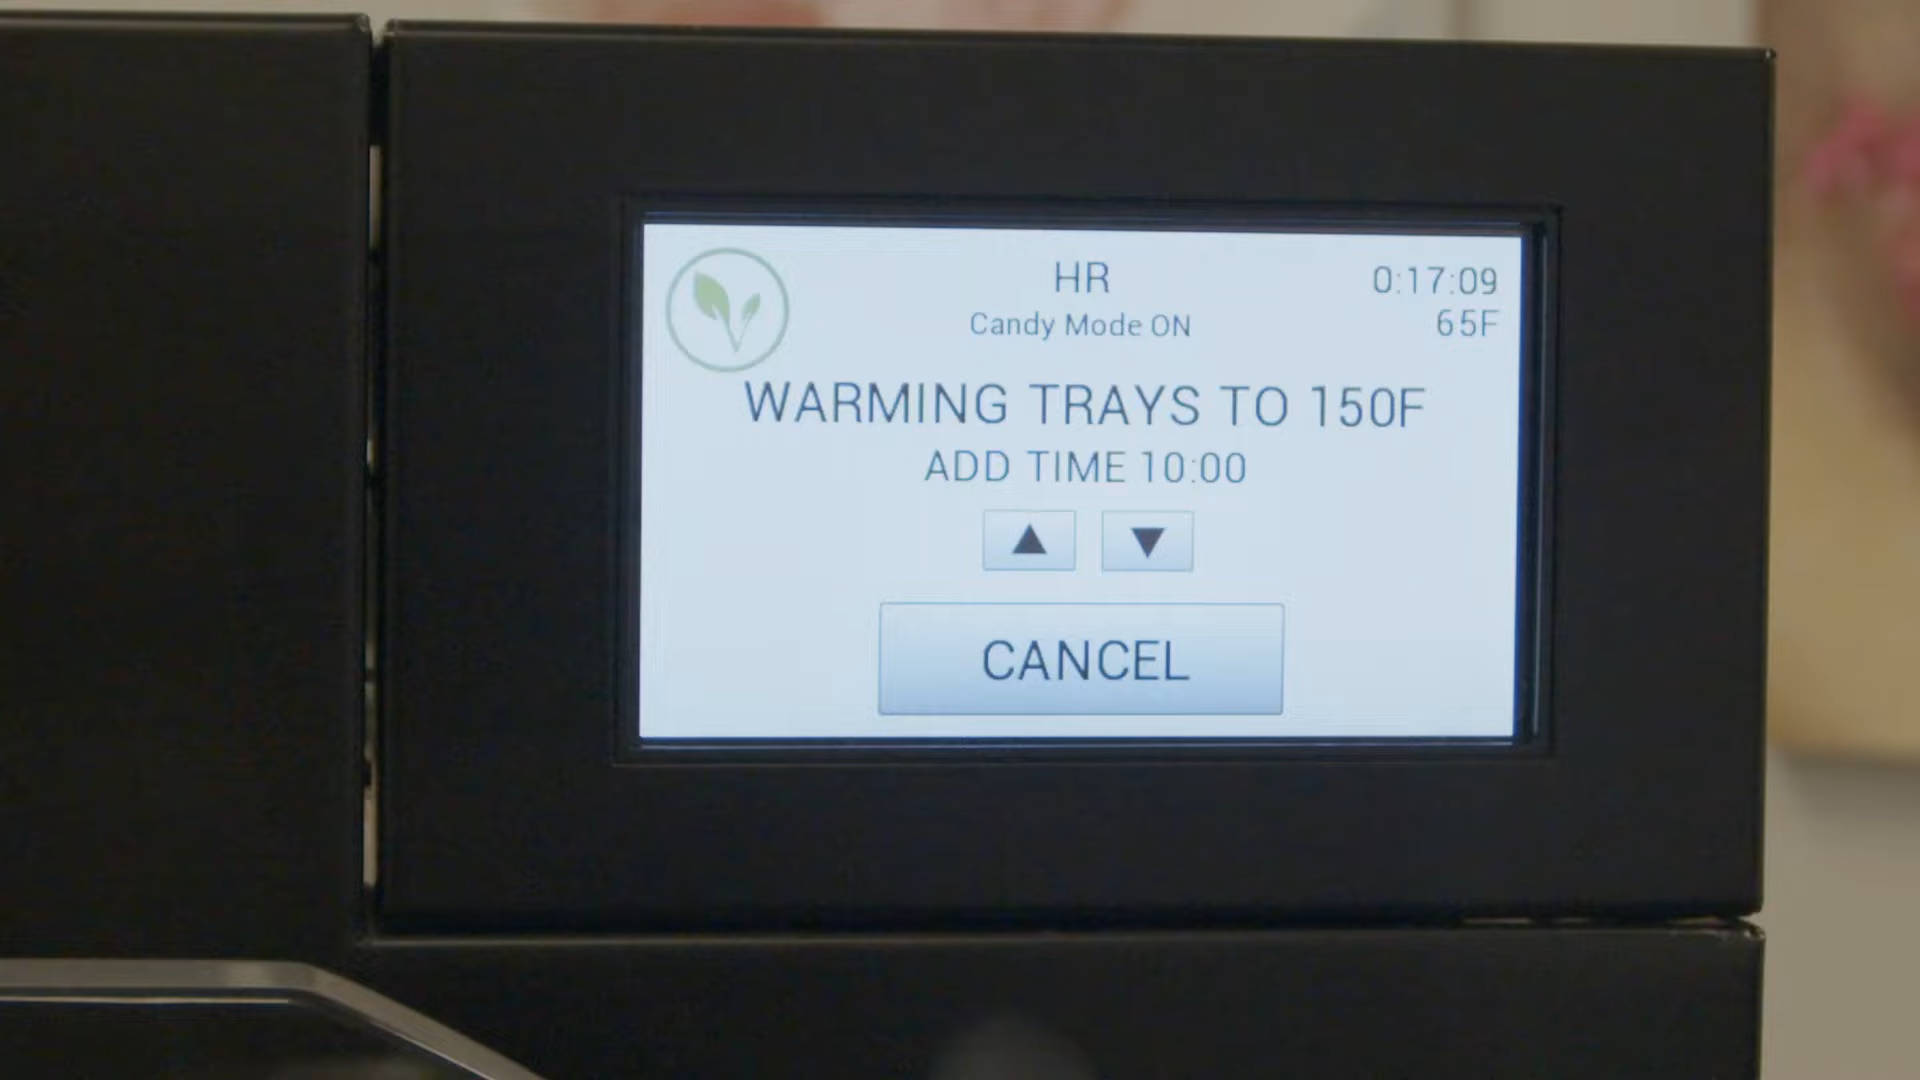 HR
0:17:09
Candy Mode ON
65F
WARMING TRAYS TO 150F
ADD TIME 10:00
CANCEL